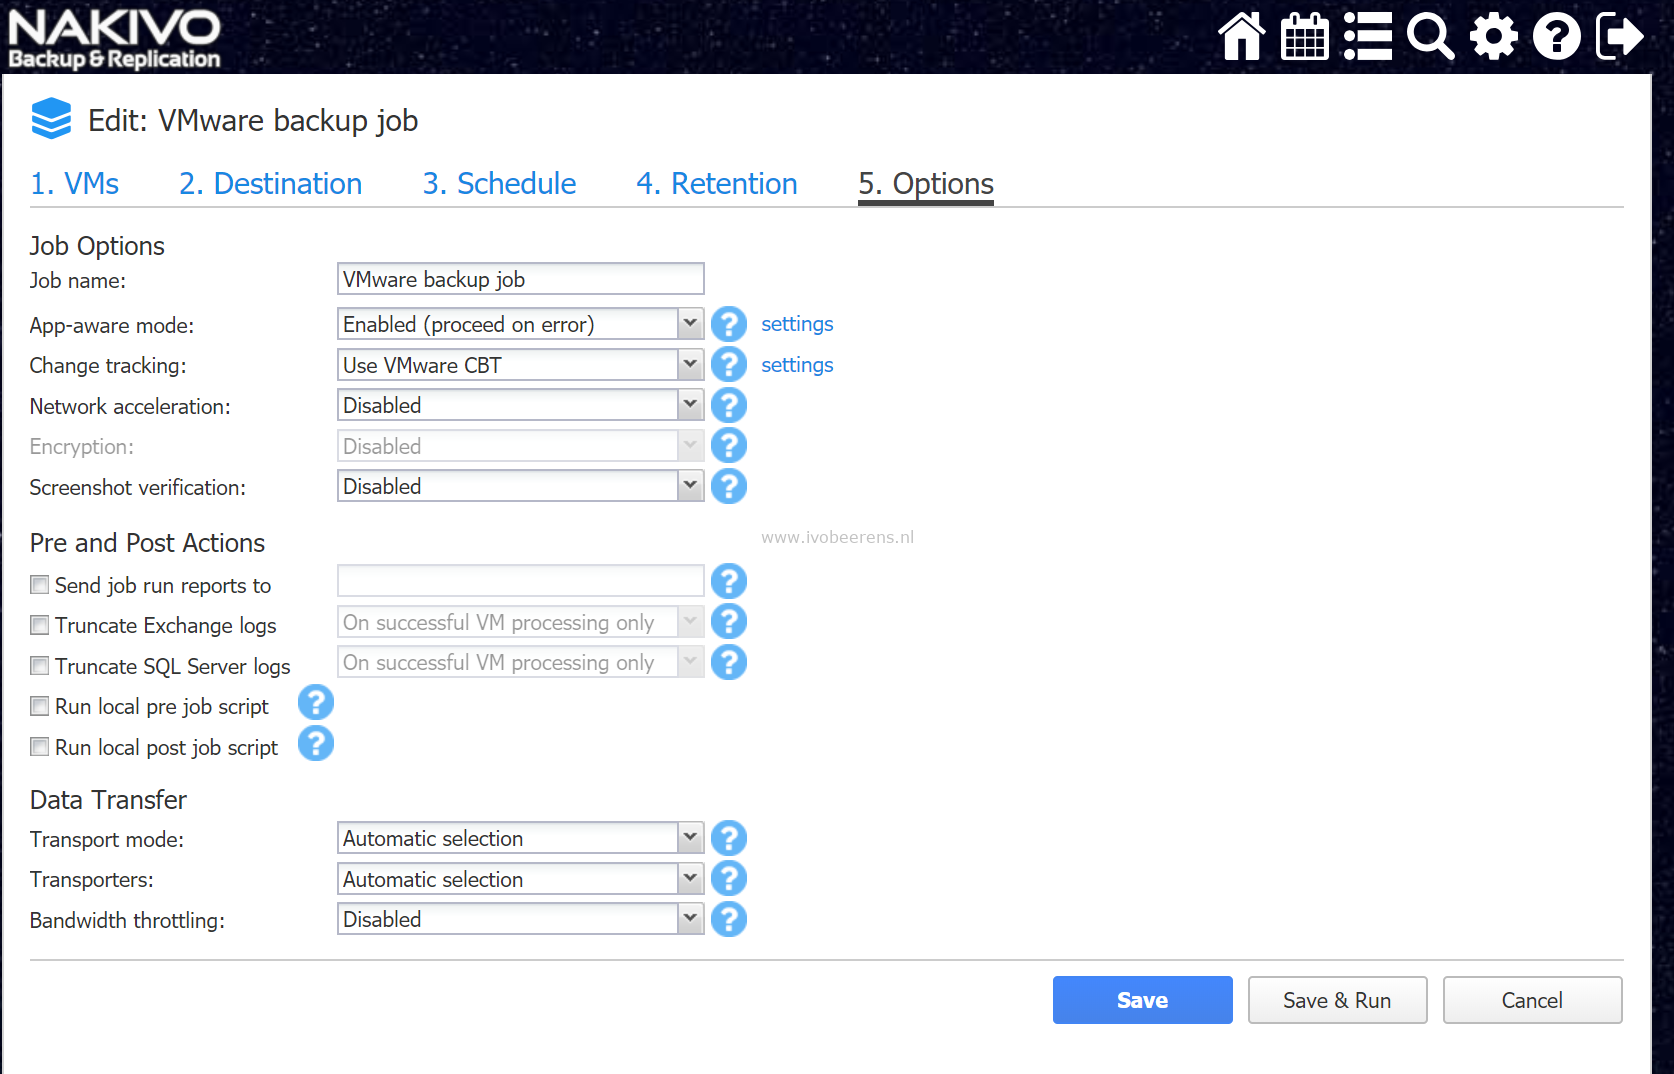 NAKIVO
Backup & Replication
Edit: VMware backup job
1. VMs 2. Destination 3. Schedule 4. Retention 5. Options
Job Options
Job name: VMware backup job
App-aware mode: Enabled (proceed on error) ? settings
Change tracking: Use VMware CBT ? settings
Network acceleration: Disabled ?
Encryption: Disabled ?
Screenshot verification: Disabled ?
www.ivobeerens.nl
Pre and Post Actions
Send job run reports to ?
Truncate Exchange logs On successful VM processing only ?
Truncate SQL Server logs On successful VM processing only ?
Run local pre job script ?
Run local post job script ?
Data Transfer
Transport mode: Automatic selection ?
Transporters: Automatic selection ?
Bandwidth throttling: Disabled ?
Save Save & Run Cancel